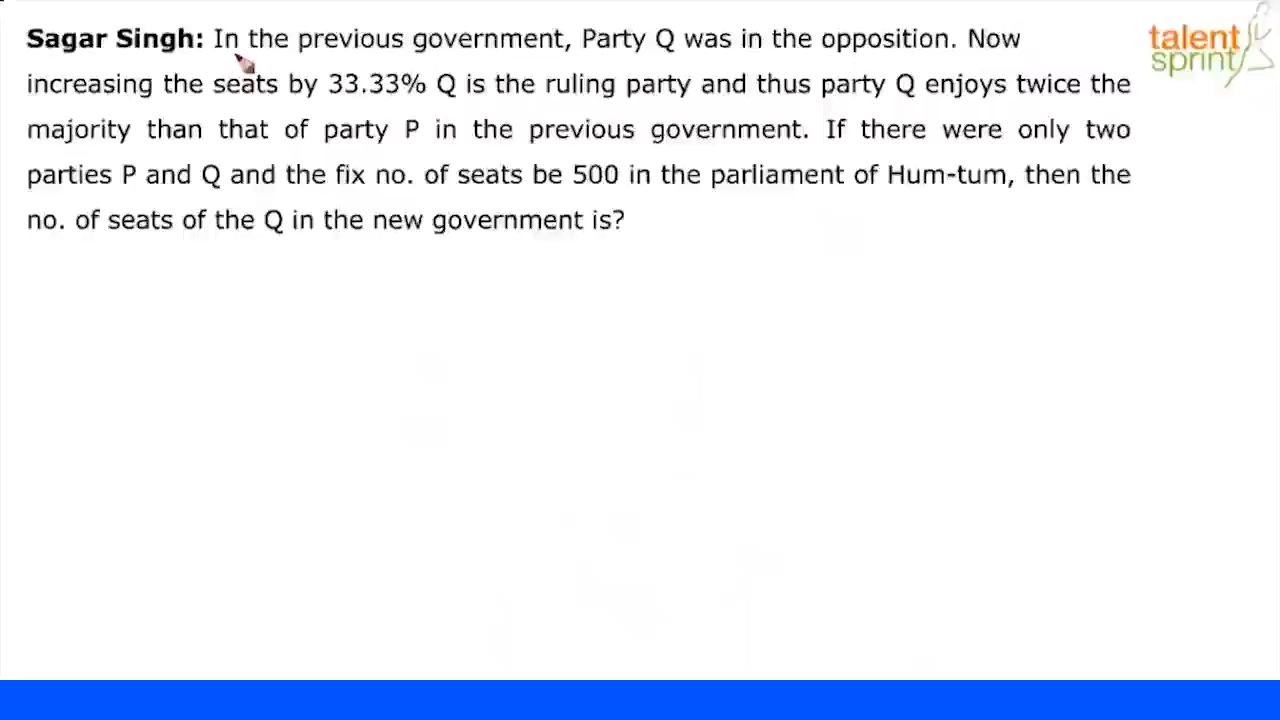 Sagar Singh: In the previous government, Party Q was in the opposition. Now
increasing the seats by 33.33% Q is the ruling party and thus party Q enjoys twice the
majority than that of party P in the previous government. If there were only two
parties P and Q and the fix no. of seats be 500 in the parliament of Hum-tum, then the
no. of seats of the Q in the new government is?
talent
sprint